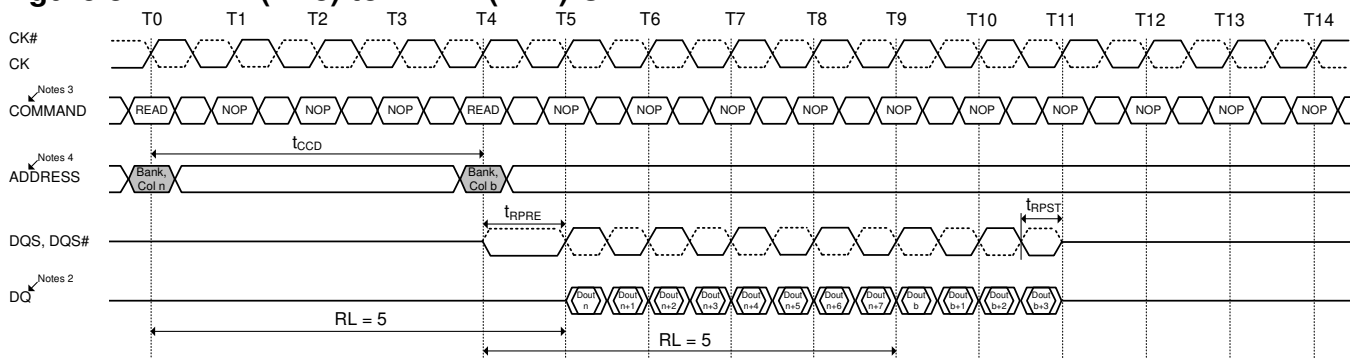 T0 T1 T2 T3 T4 T5 T6 T7 T8 T9 T10 T11 T12 T13 T14
CK#
CK
Notes 3
COMMAND READ NOP NOP NOP READ NOP NOP NOP NOP NOP NOP NOP NOP NOP NOP
tCCD
Notes 4
ADDRESS Bank, Col n Bank, Col b
tRPRE tRPST
DQS, DQS#
Notes 2
DQ Dout n Dout n+1 Dout n+2 Dout n+3 Dout n+4 Dout n+5 Dout n+6 Dout n+7 Dout b Dout b+1 Dout b+2 Dout b+3
RL = 5
RL = 5